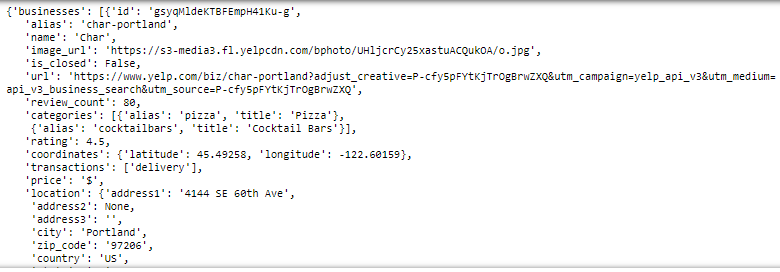 {'businesses': [{'id': 'gsyqMldeKTBFEmpH41Ku-g',
'alias': 'char-portland',
'name': 'Char',
'image_url': 'https://s3-media3.fl.yelpcdn.com/bphoto/UHljcrCy25xastuACQukOA/o.jpg',
'is_closed': False,
'url': 'https://www.yelp.com/biz/char-portland?adjust_creative=P-cfy5pFYtKjTrOgBrwZXQ&utm_campaign=yelp_api_v3&utm_medium=
api_v3_business_search&utm_source=P-cfy5pFYtKjTrOgBrwZXQ',
'review_count': 80,
'categories': [{'alias': 'pizza', 'title': 'Pizza'},
{'alias': 'cocktailbars', 'title': 'Cocktail Bars'}],
'rating': 4.5,
'coordinates': {'latitude': 45.49258, 'longitude': -122.60159},
'transactions': ['delivery'],
'price': '$',
'location': {'address1': '4144 SE 60th Ave',
'address2': None,
'address3': '',
'city': 'Portland',
'zip_code': '97206',
'country': 'US',